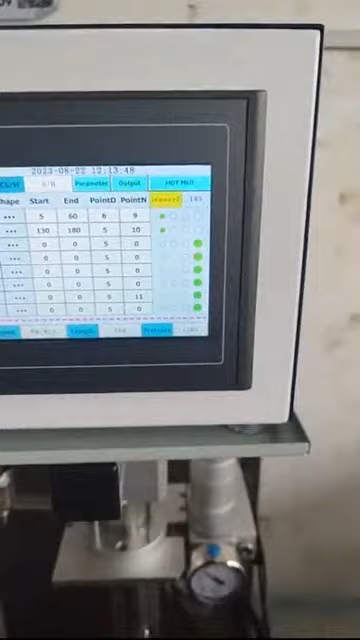 2023-08-22 12:13:48
0/H Parameter Output HOT Melt
hape Start End PointD PointN
... 5 60 6 9
... 130 180 5 10
... 0 0 5 0
... 0 0 5 0
... 0 0 5 0
... 0 0 5 0
... 0 0 5 11
... 0 0 5 0
Length Pressure